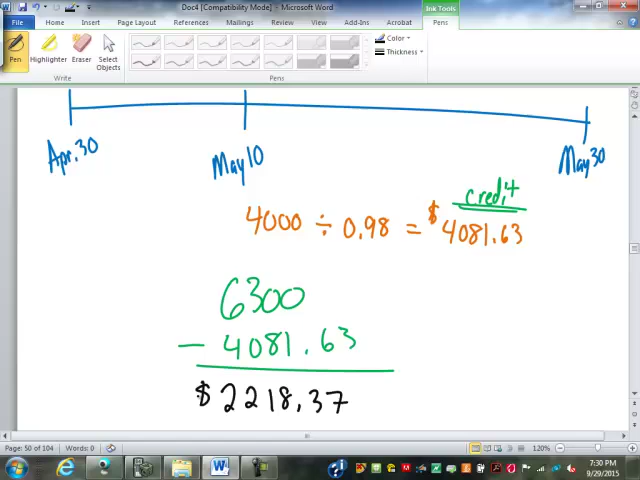 Doc4 [Compatibility Mode] - Microsoft Word
Ink Tools
File Home Insert Page Layout References Mailings Review View Add-Ins Acrobat Pens
Pen Highlighter Eraser Select Objects
Color
Thickness
Write
Pens
Apr. 30
May 10
May 30
credit
4000 ÷ 0.98 = $4081.63
6300
- 4081.63
$2218.37
Page: 50 of 104 Words: 0 120%
7:30 PM
9/29/2015